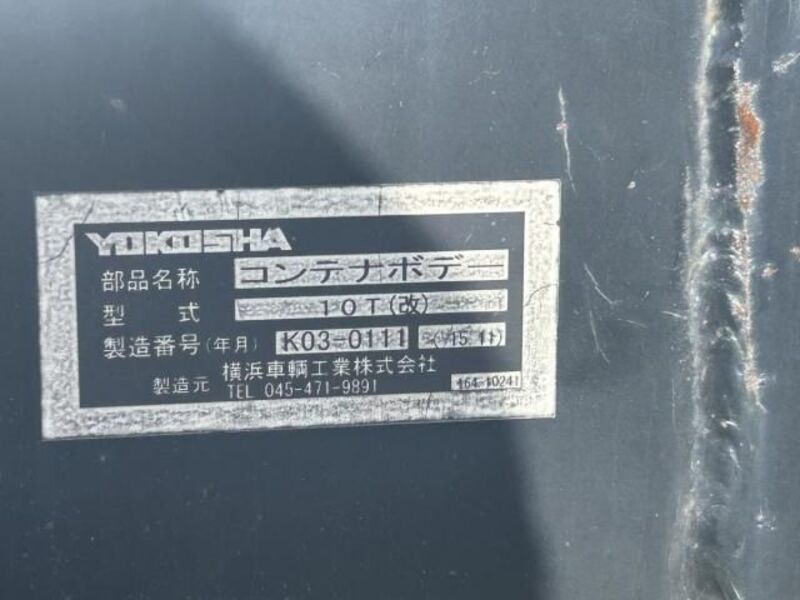 YOKOSHA
部品名称 コンテナボデー
型式 10T(改)
製造番号(年月) K03-0111
製造元 横浜車輌工業株式会社
TEL 045-471-9891
164-10241